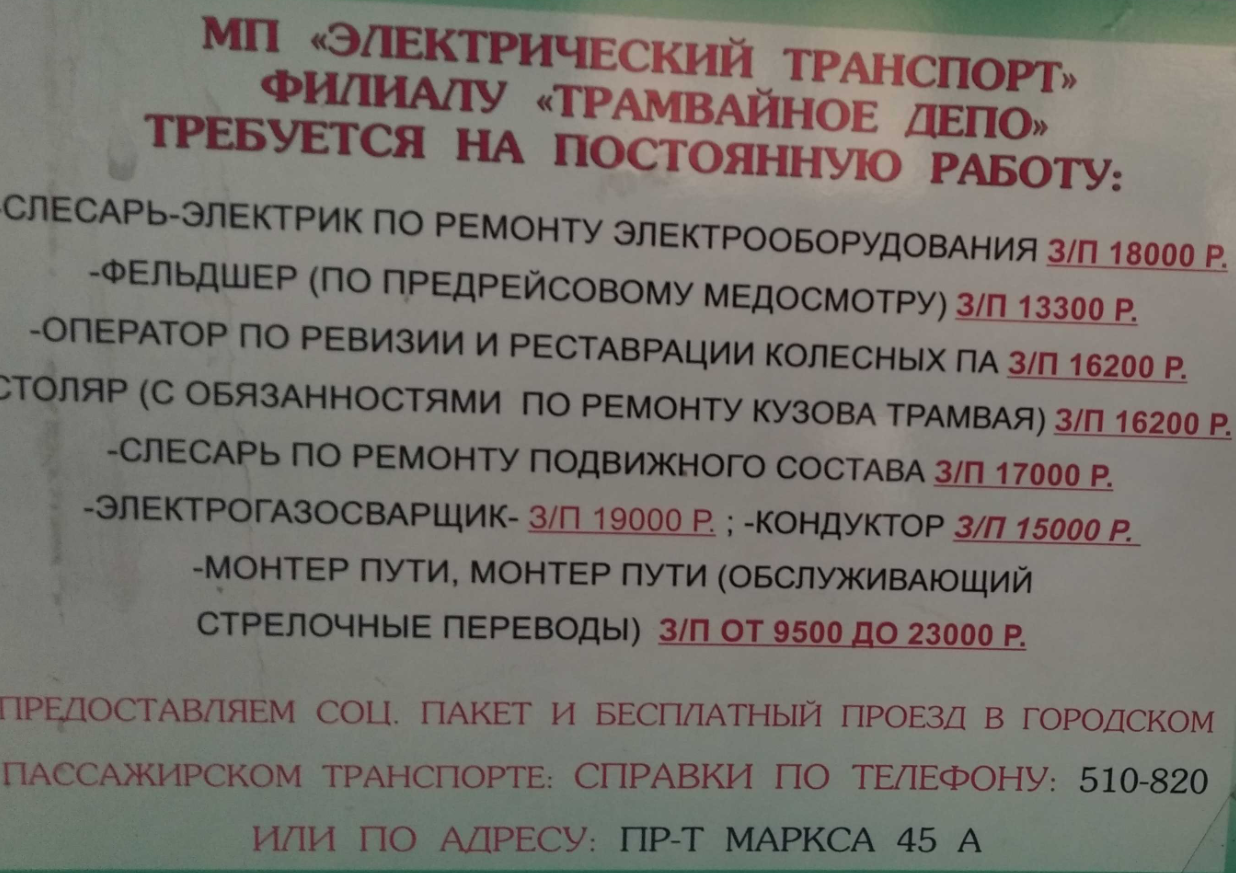 МП «ЭЛЕКТРИЧЕСКИЙ ТРАНСПОРТ»
ФИЛИАЛУ «ТРАМВАЙНОЕ ДЕПО»
ТРЕБУЕТСЯ НА ПОСТОЯННУЮ РАБОТУ:
-СЛЕСАРЬ-ЭЛЕКТРИК ПО РЕМОНТУ ЭЛЕКТРООБОРУДОВАНИЯ З/П 18000 Р.
-ФЕЛЬДШЕР (ПО ПРЕДРЕЙСОВОМУ МЕДОСМОТРУ) З/П 13300 Р.
-ОПЕРАТОР ПО РЕВИЗИИ И РЕСТАВРАЦИИ КОЛЕСНЫХ ПА З/П 16200 Р.
СТОЛЯР (С ОБЯЗАННОСТЯМИ ПО РЕМОНТУ КУЗОВА ТРАМВАЯ) З/П 16200 Р.
-СЛЕСАРЬ ПО РЕМОНТУ ПОДВИЖНОГО СОСТАВА З/П 17000 Р.
-ЭЛЕКТРОГАЗОСВАРЩИК- З/П 19000 Р. ; -КОНДУКТОР З/П 15000 Р.
-МОНТЕР ПУТИ, МОНТЕР ПУТИ (ОБСЛУЖИВАЮЩИЙ
СТРЕЛОЧНЫЕ ПЕРЕВОДЫ) З/П ОТ 9500 ДО 23000 Р.
ПРЕДОСТАВЛЯЕМ СОЦ. ПАКЕТ И БЕСПЛАТНЫЙ ПРОЕЗД В ГОРОДСКОМ
ПАССАЖИРСКОМ ТРАНСПОРТЕ: СПРАВКИ ПО ТЕЛЕФОНУ: 510-820
ИЛИ ПО АДРЕСУ: ПР-Т МАРКСА 45 А